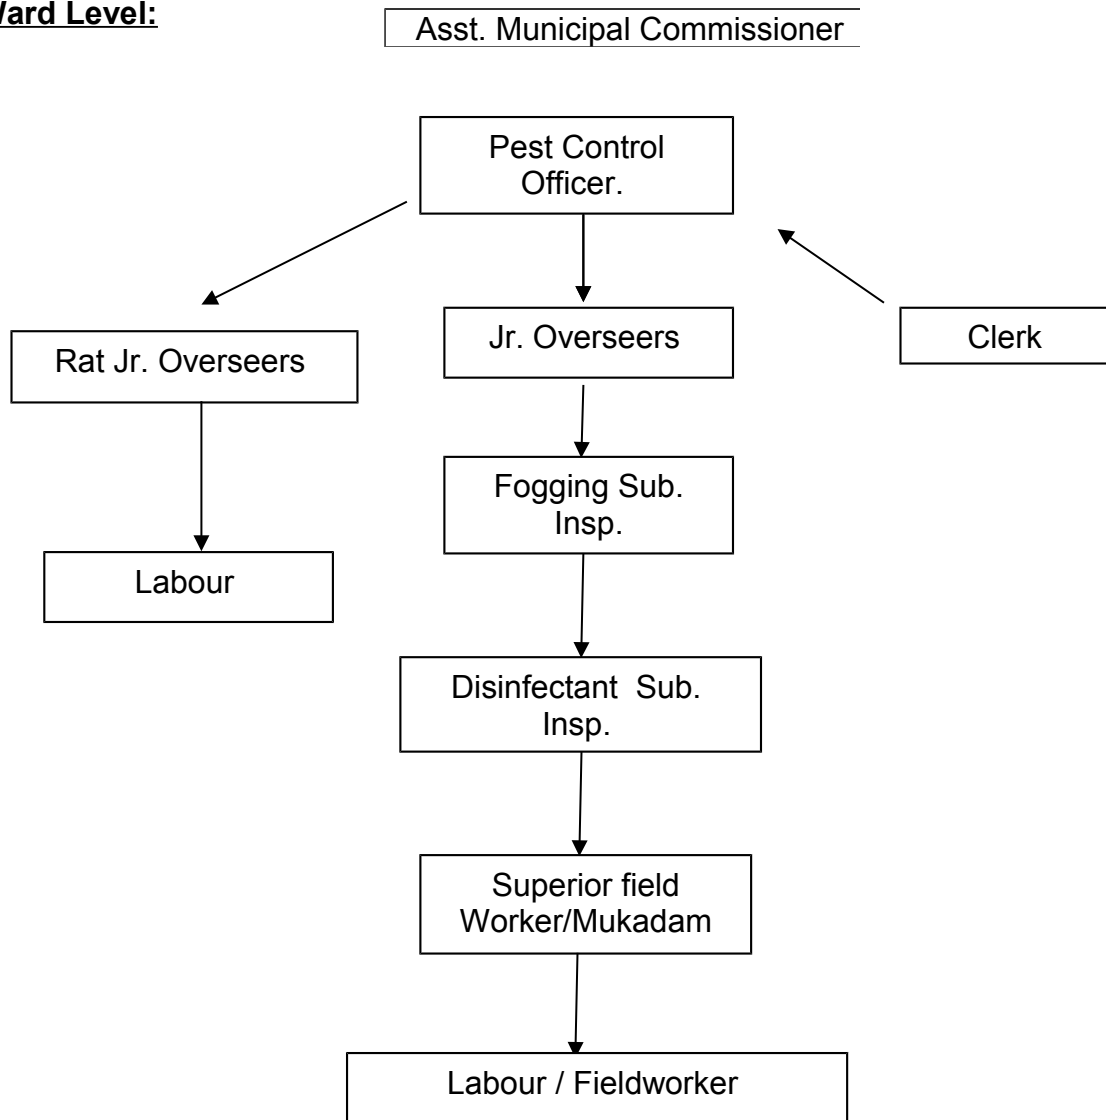 Ward Level:
Asst. Municipal Commissioner
Pest Control
Officer.
Rat Jr. Overseers
Jr. Overseers
Clerk
Fogging Sub.
Insp.
Labour
Disinfectant Sub.
Insp.
Superior field
Worker/Mukadam
Labour / Fieldworker